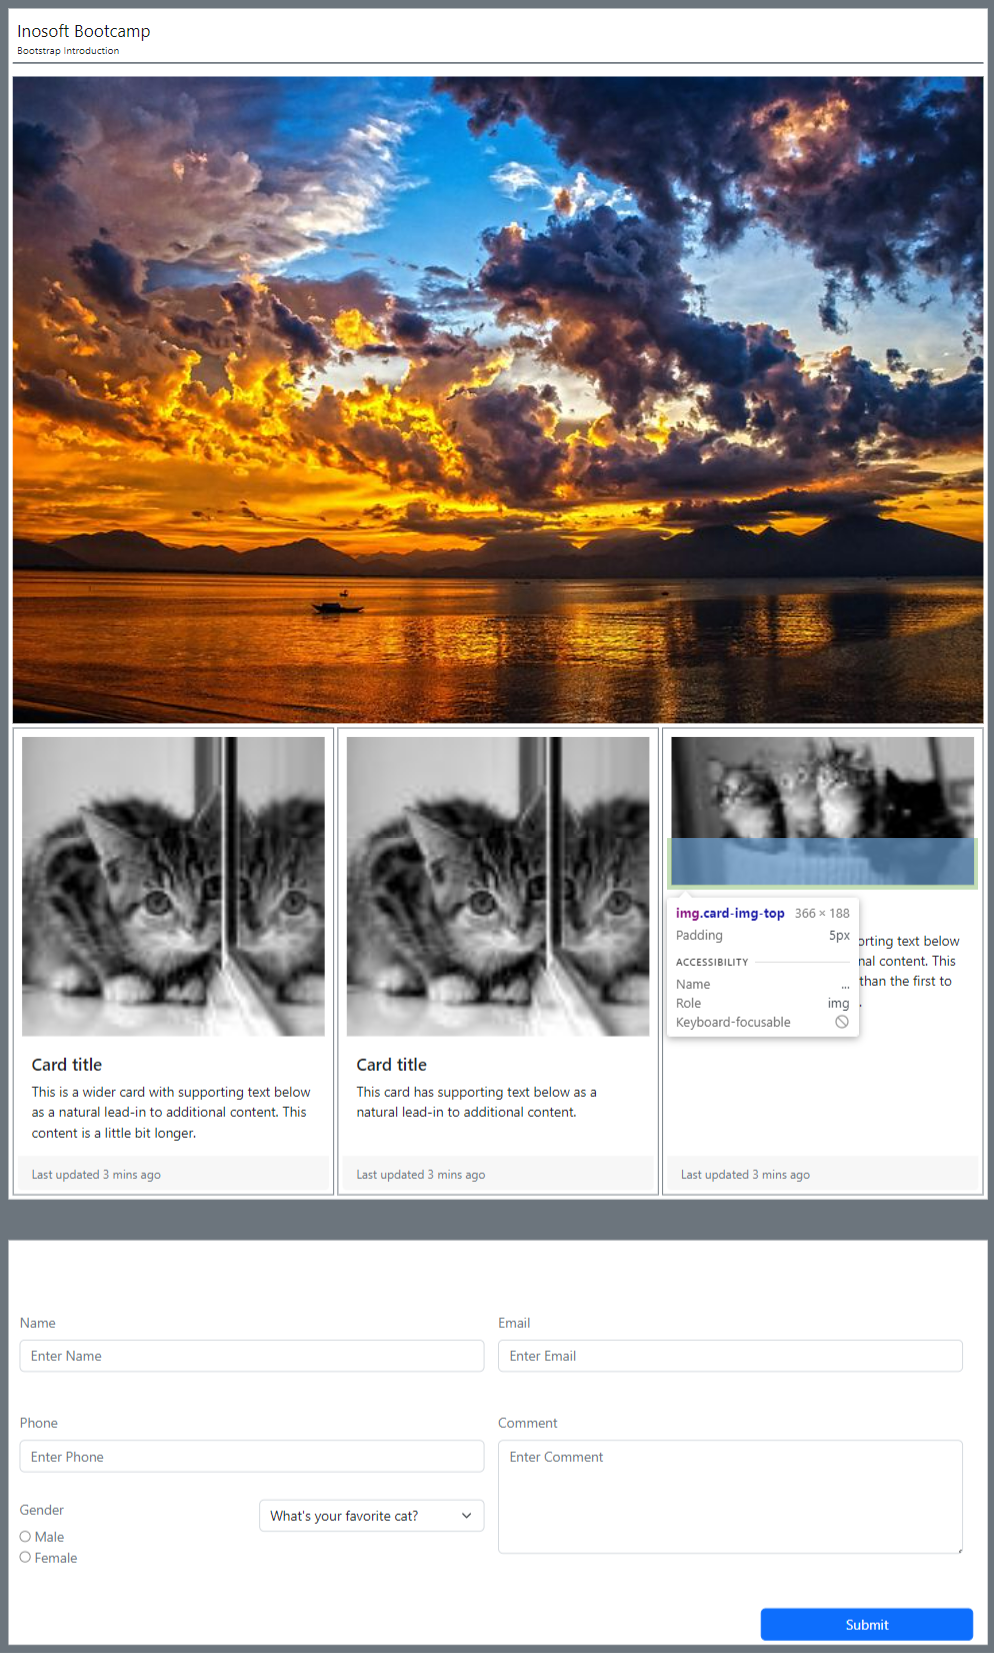 Inosoft Bootcamp
Bootstrap Introduction
Card title
This is a wider card with supporting text below
as a natural lead-in to additional content. This
content is a little bit longer.
Last updated 3 mins ago
Card title
This card has supporting text below as a
natural lead-in to additional content.
Last updated 3 mins ago
img.card-img-top 366 × 188
Padding 5px
ACCESSIBILITY
Name ...
Role img
Keyboard-focusable
orting text below
nal content. This
than the first to
.
Last updated 3 mins ago
Name
Enter Name
Email
Enter Email
Phone
Enter Phone
Comment
Enter Comment
Gender
Male
Female
What's your favorite cat?
Submit